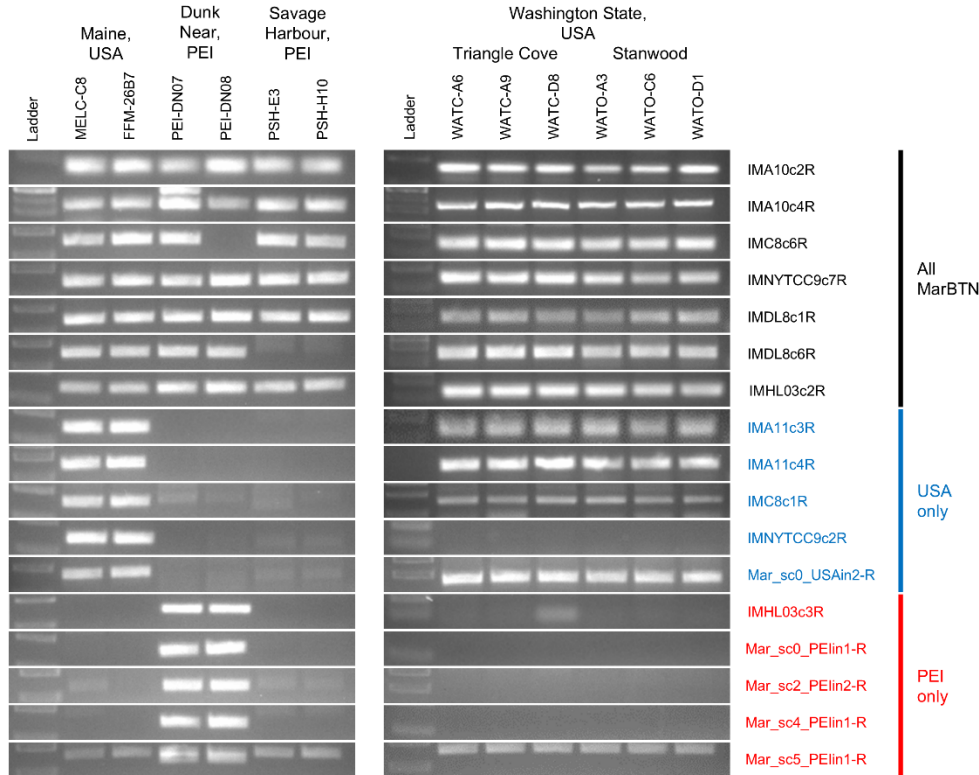 Maine,
USA
Dunk
Near,
PEI
Savage
Harbour,
PEI
Washington State,
USA
Triangle Cove
Stanwood
Ladder
MELC-C8
FFM-26B7
PEI-DN07
PEI-DN08
PSH-E3
PSH-H10
Ladder
WATC-A6
WATC-A9
WATC-D8
WATO-A3
WATO-C6
WATO-D1
IMA10c2R
IMA10c4R
IMC8c6R
IMNYTCC9c7R
IMDL8c1R
IMDL8c6R
IMHL03c2R
All
MarBTN
IMA11c3R
IMA11c4R
IMC8c1R
IMNYTCC9c2R
Mar_sc0_USAin2-R
USA
only
IMHL03c3R
Mar_sc0_PEIin1-R
Mar_sc2_PEIin2-R
Mar_sc4_PEIin1-R
Mar_sc5_PEIin1-R
PEI
only